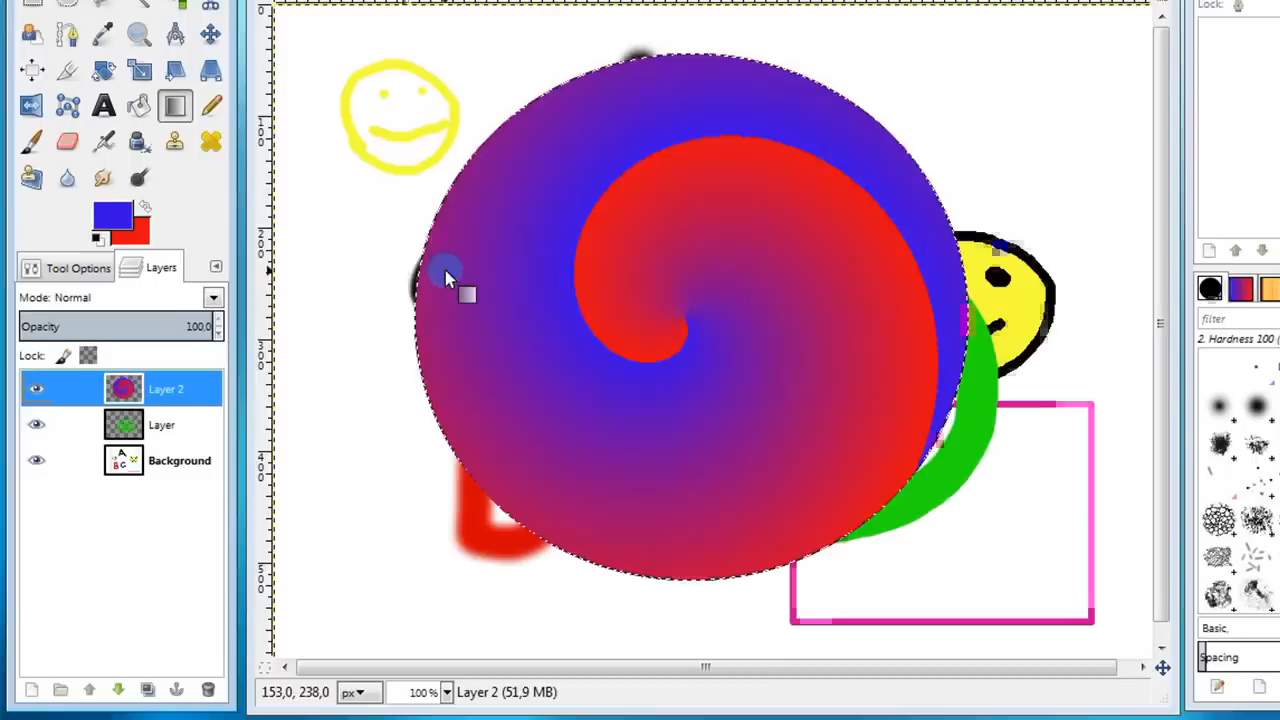 Lock:
Tool Options
Layers
Mode: Normal
Opacity 100,0
Lock:
Layer 2
Layer
Background
filter
2. Hardness 100 (
Basic,
Spacing
153,0, 238,0 px 100 % Layer 2 (51,9 MB)